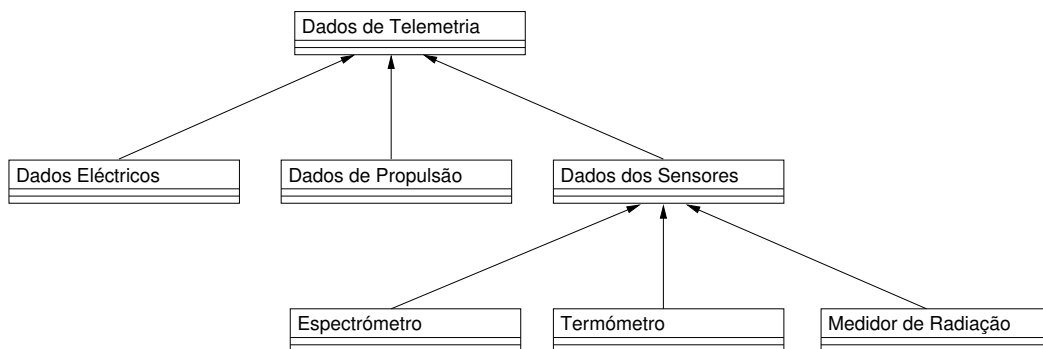 Dados de Telemetria
Dados Eléctricos
Dados de Propulsão
Dados dos Sensores
Espectrómetro
Termómetro
Medidor de Radiação